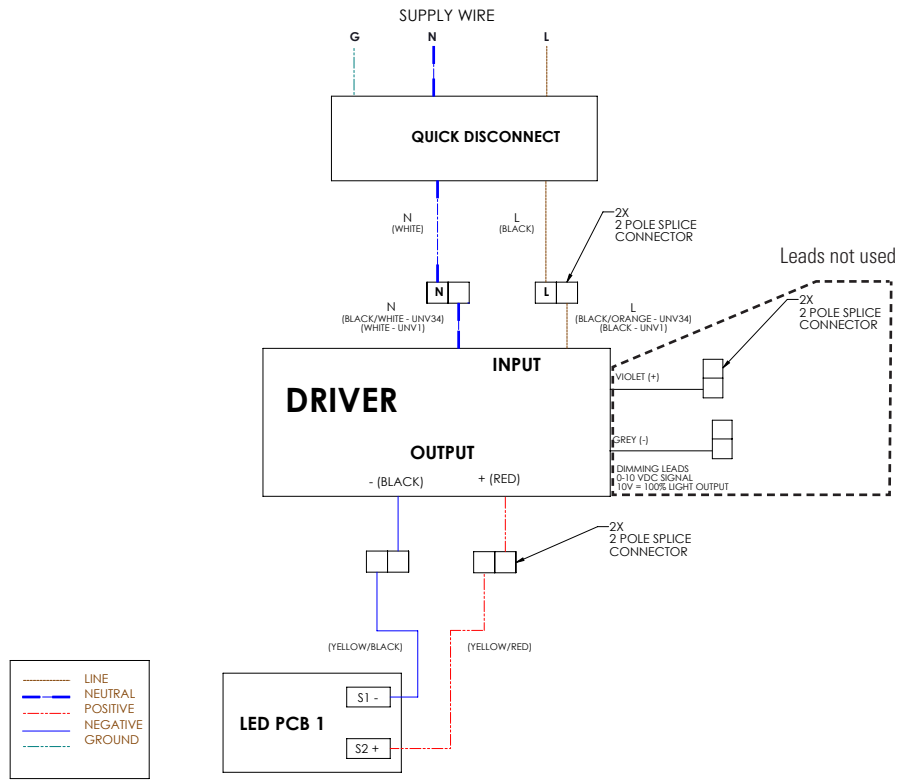 SUPPLY WIRE
G
N
L
QUICK DISCONNECT
N
(WHITE)
L
(BLACK)
2X
2 POLE SPLICE
CONNECTOR
Leads not used
N
L
N
(BLACK/WHITE - UNV34)
(WHITE - UNV1)
L
(BLACK/ORANGE - UNV34)
(BLACK - UNV1)
2X
2 POLE SPLICE
CONNECTOR
INPUT
DRIVER
OUTPUT
- (BLACK)
+ (RED)
VIOLET (+)
GREY (-)
DIMMING LEADS
0-10 VDC SIGNAL
10V = 100% LIGHT OUTPUT
2X
2 POLE SPLICE
CONNECTOR
(YELLOW/BLACK)
(YELLOW/RED)
LED PCB 1
S1 -
S2 +
LINE
NEUTRAL
POSITIVE
NEGATIVE
GROUND